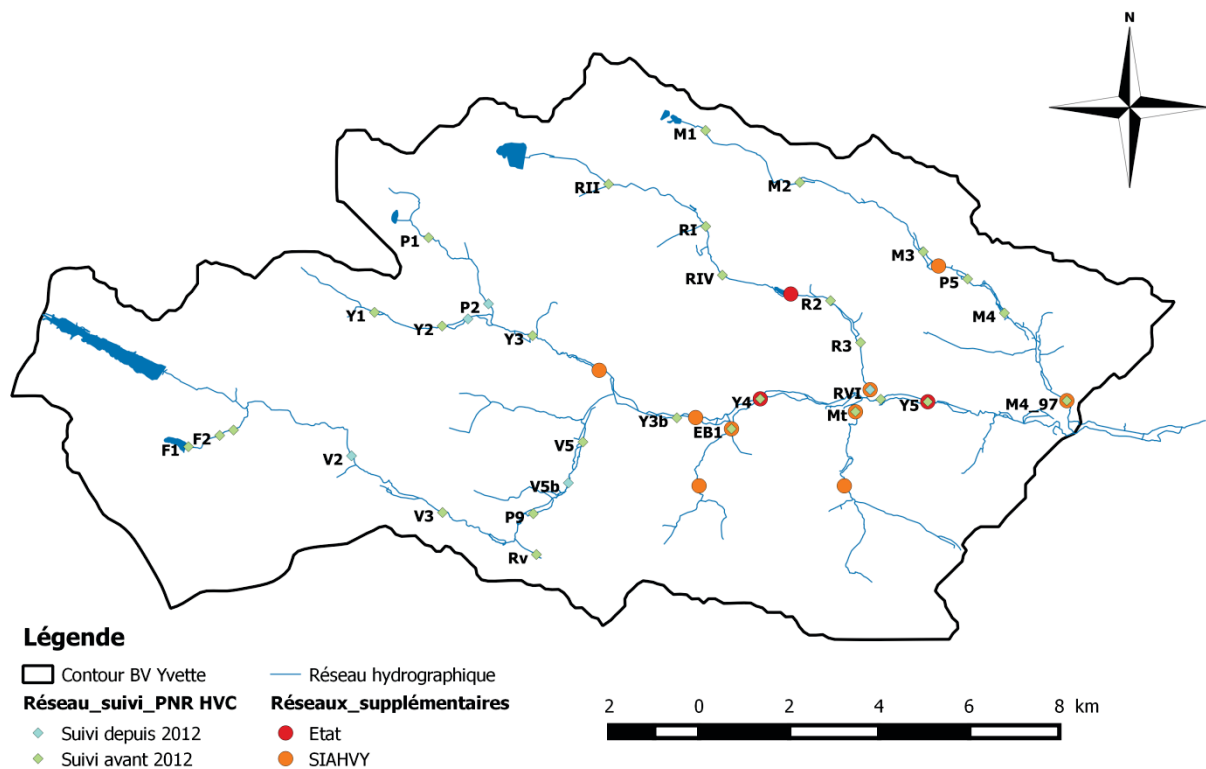 N
M1
M2
RII
RI
P1
M3
P5
RIV
R2
P2
Y1
Y2
Y3
M4
R3
RVI
Y4
Y5
M4_97
Mt
Y3b
EB1
F2
F1
V5
V2
V5b
V3
P9
Rv
Légende
Contour BV Yvette
Réseau hydrographique
Réseau_suivi_PNR HVC
Réseaux_supplémentaires
Suivi depuis 2012
Etat
Suivi avant 2012
SIAHVY
2 0 2 4 6 8 km